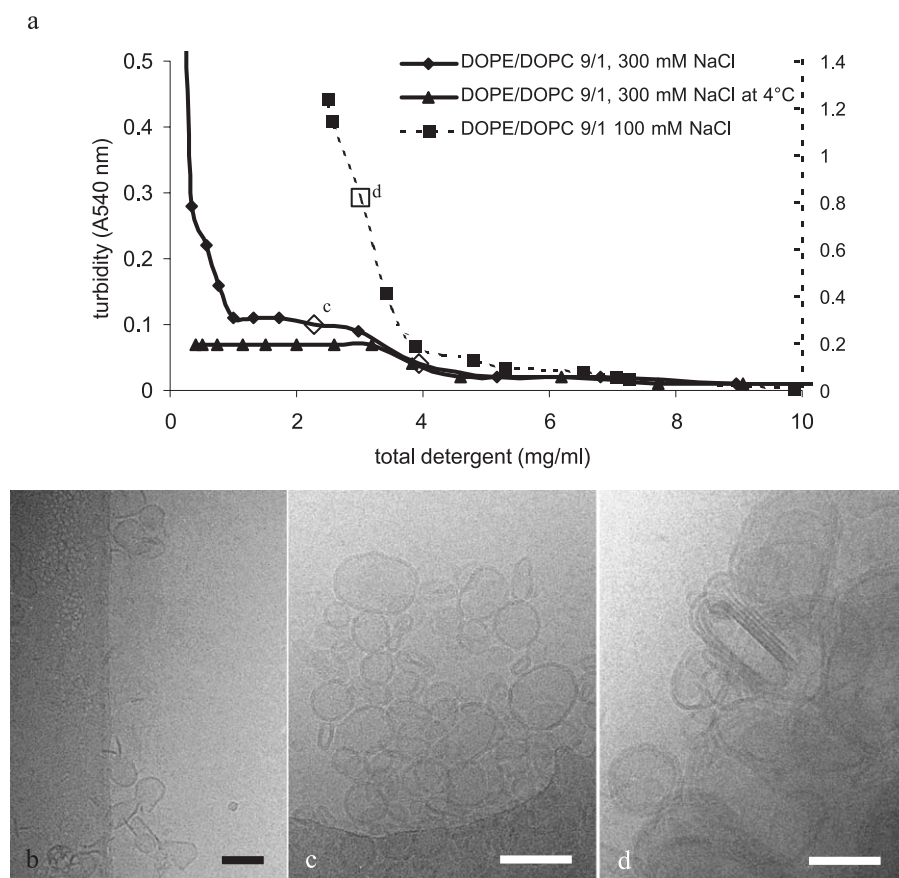 a
turbidity (A540 nm)
0.5
0.4
0.3
0.2
0.1
0
DOPE/DOPC 9/1, 300 mM NaCl
DOPE/DOPC 9/1, 300 mM NaCl at 4°C
DOPE/DOPC 9/1 100 mM NaCl
d
c
1.4
1.2
1
0.8
0.6
0.4
0.2
0
0 2 4 6 8 10
total detergent (mg/ml)
b
c
d